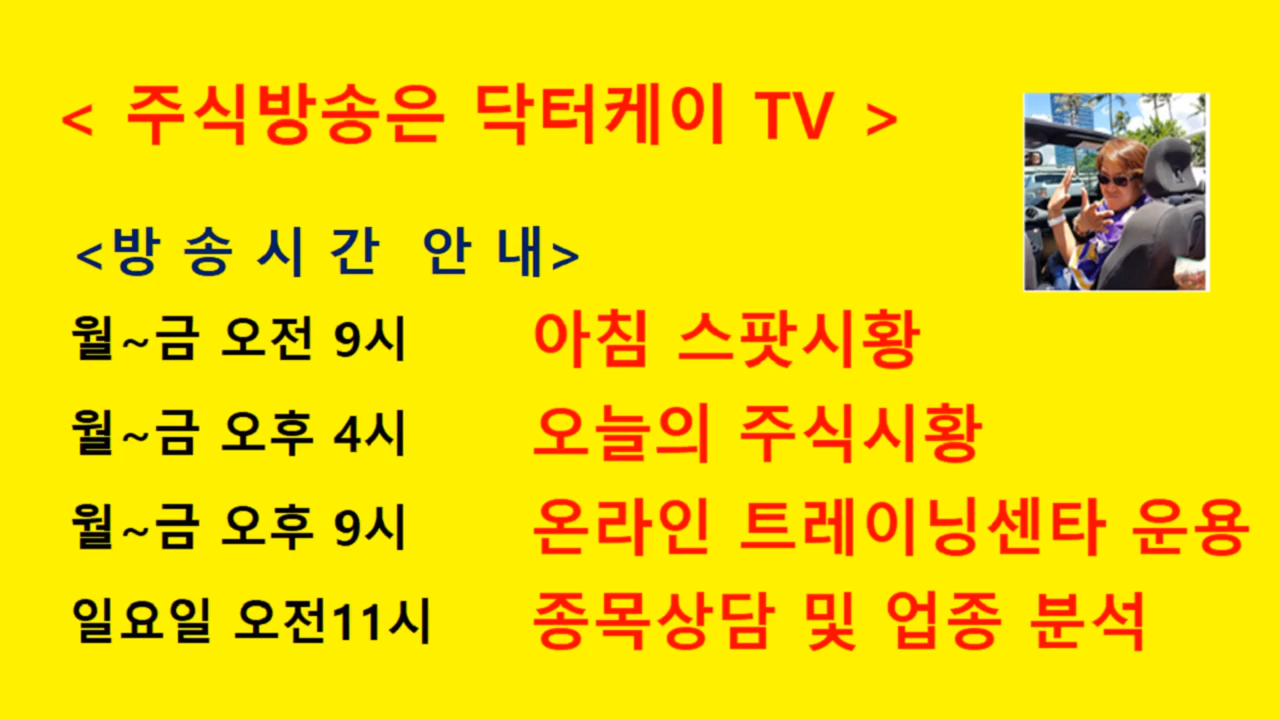 < 주식방송은 닥터케이 TV >
<방 송 시 간 안 내>
월~금 오전 9시 아침 스팟시황
월~금 오후 4시 오늘의 주식시황
월~금 오후 9시 온라인 트레이닝센타 운용
일요일 오전11시 종목상담 및 업종 분석